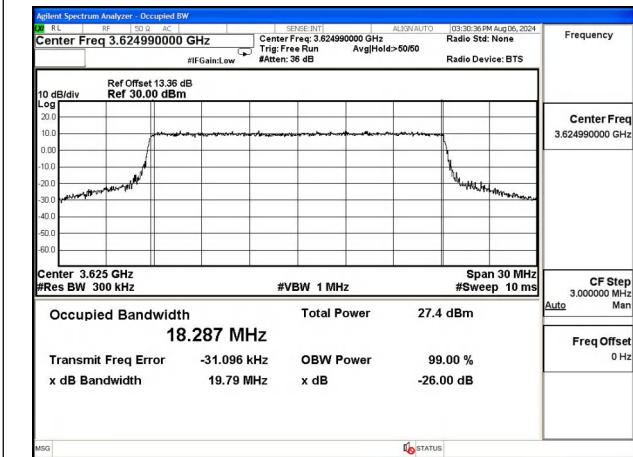 Agilent Spectrum Analyzer - Occupied BW
RL RF 50 Ω AC SENSE:INT ALIGN AUTO 03:30:36 PM Aug 06, 2024
Center Freq 3.624990000 GHz Center Freq: 3.624990000 GHz Radio Std: None Frequency
Trig: Free Run Avg|Hold:>50/50
#IFGain:Low #Atten: 36 dB Radio Device: BTS
Ref Offset 13.36 dB
10 dB/div Ref 30.00 dBm
Log
20.0
10.0
0.00
-10.0
-20.0
-30.0
-40.0
-50.0
-60.0
Center Freq
3.624990000 GHz
Center 3.625 GHz Span 30 MHz
#Res BW 300 kHz #VBW 1 MHz #Sweep 10 ms
CF Step
3.000000 MHz
Auto Man
Occupied Bandwidth Total Power 27.4 dBm
18.287 MHz
Freq Offset
0 Hz
Transmit Freq Error -31.096 kHz OBW Power 99.00 %
x dB Bandwidth 19.79 MHz x dB -26.00 dB
MSG STATUS